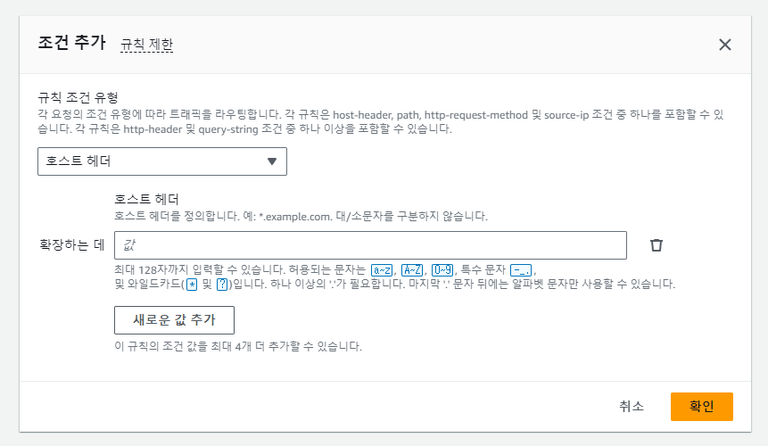 조건 추가 규칙 제한
규칙 조건 유형
각 요청의 조건 유형에 따라 트래픽을 라우팅합니다. 각 규칙은 host-header, path, http-request-method 및 source-ip 조건 중 하나를 포함할 수 있
습니다. 각 규칙은 http-header 및 query-string 조건 중 하나 이상을 포함할 수 있습니다.
호스트 헤더
호스트 헤더
호스트 헤더를 정의합니다. 예: *.example.com. 대/소문자를 구분하지 않습니다.
확장하는 데 값
최대 128자까지 입력할 수 있습니다. 허용되는 문자는 a~z, A~Z, 0~9, 특수 문자 -_.,
및 와일드카드(* 및 ?)입니다. 하나 이상의 '.'가 필요합니다. 마지막 '.' 문자 뒤에는 알파벳 문자만 사용할 수 있습니다.
새로운 값 추가
이 규칙의 조건 값을 최대 4개 더 추가할 수 있습니다.
취소 확인